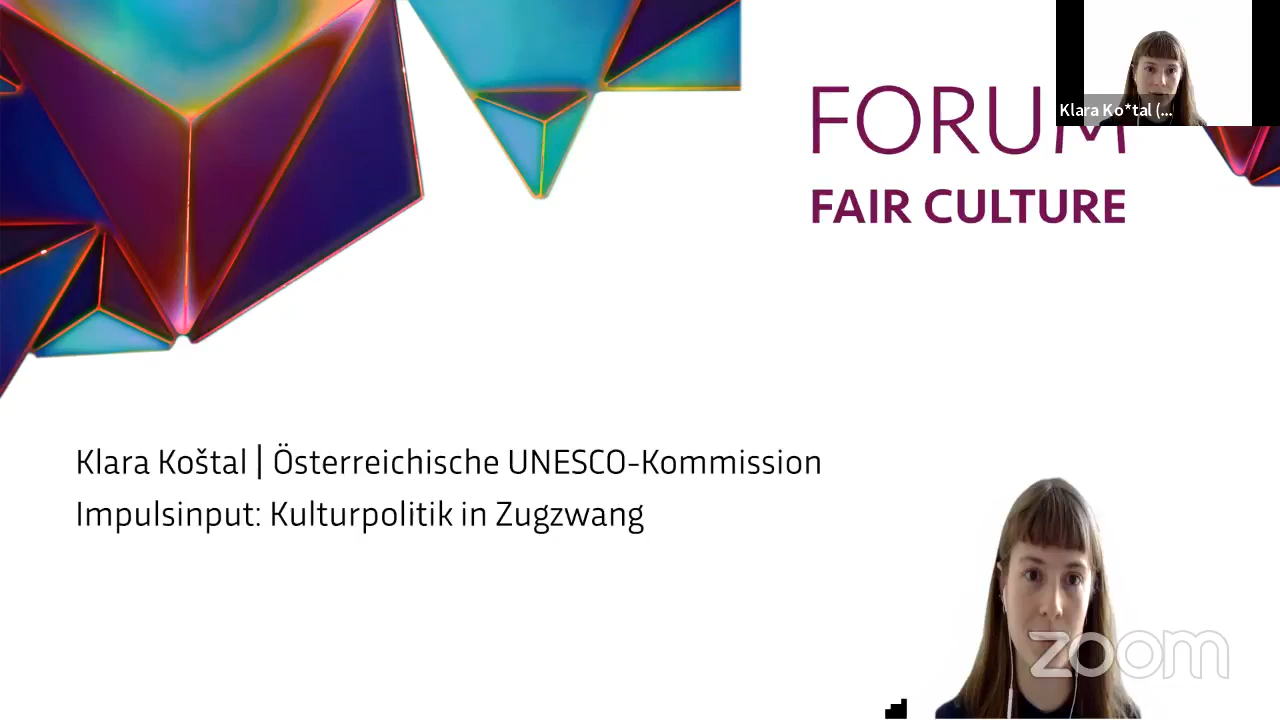 FORUM
Klara Ko*tal (...
FAIR CULTURE
Klara Koštal | Österreichische UNESCO-Kommission
Impulsinput: Kulturpolitik in Zugzwang
zoom